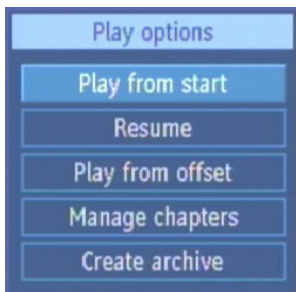 Play options
Play from start
Resume
Play from offset
Manage chapters
Create archive